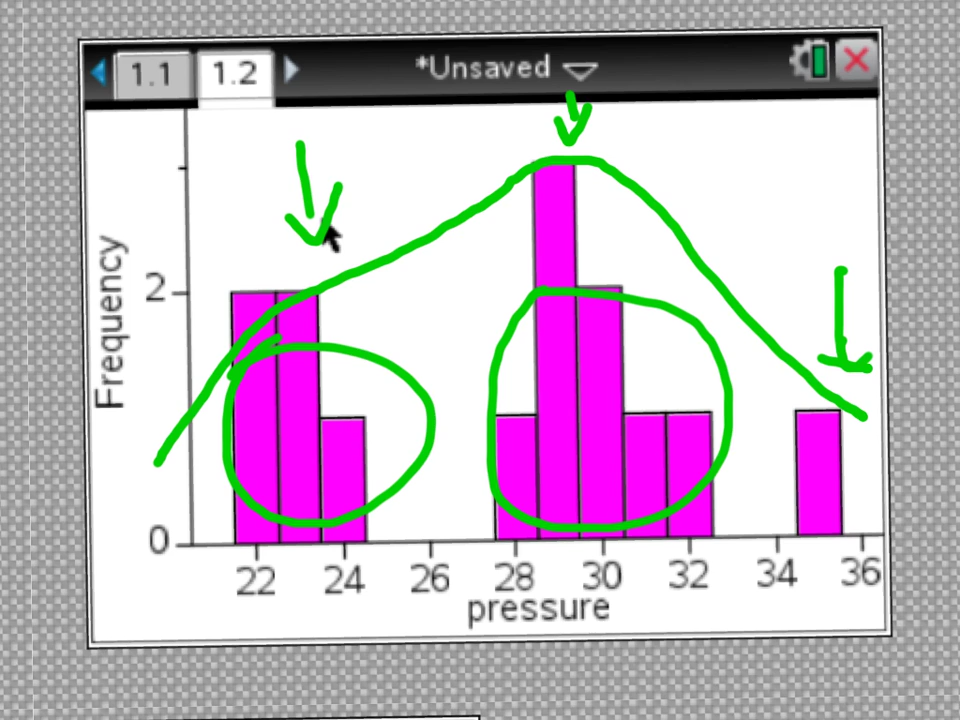 1.1 1.2 *Unsaved
Frequency
2
0
22 24 26 28 30 32 34 36
pressure